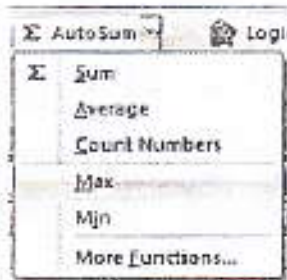 Σ AutoSum Logi
Σ Sum
Average
Count Numbers
Max
Min
More Functions...